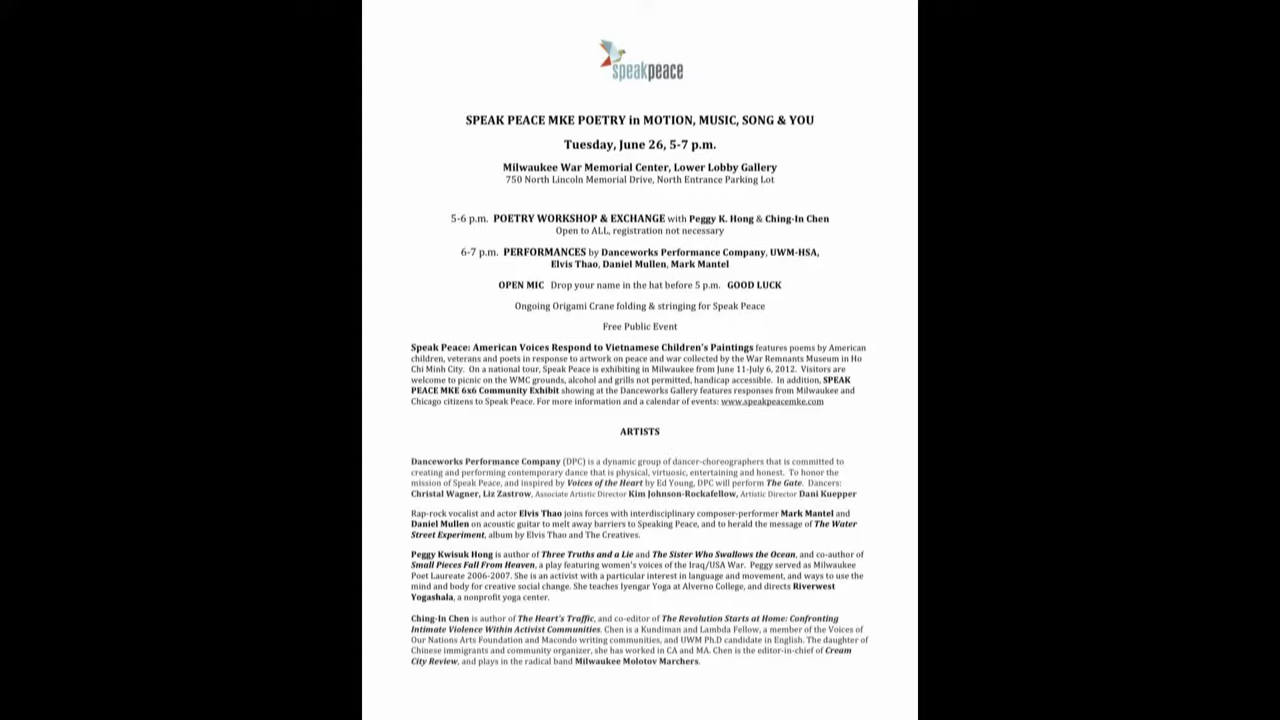 speakpeace
SPEAK PEACE MKE POETRY in MOTION, MUSIC, SONG & YOU
Tuesday, June 26, 5-7 p.m.
Milwaukee War Memorial Center, Lower Lobby Gallery
750 North Lincoln Memorial Drive, North Entrance Parking Lot
5-6 p.m. POETRY WORKSHOP & EXCHANGE with Peggy K. Hong & Ching-In Chen
Open to ALL, registration not necessary
6-7 p.m. PERFORMANCES by Danceworks Performance Company, UWM-HSA,
Elvis Thao, Daniel Mullen, Mark Mantel
OPEN MIC Drop your name in the hat before 5 p.m. GOOD LUCK
Ongoing Origami Crane folding & stringing for Speak Peace
Free Public Event
Speak Peace: American Voices Respond to Vietnamese Children's Paintings features poems by American
children, veterans and poets in response to artwork on peace and war collected by the War Remnants Museum in Ho
Chi Minh City. On a national tour, Speak Peace is exhibiting in Milwaukee from June 11-July 6, 2012. Visitors are
welcome to picnic on the WMC grounds, alcohol and grills not permitted, handicap accessible. In addition, SPEAK
PEACE MKE 6x6 Community Exhibit showing at the Danceworks Gallery features responses from Milwaukee and
Chicago citizens to Speak Peace. For more information and a calendar of events: www.speakpeacemke.com
ARTISTS
Danceworks Performance Company (DPC) is a dynamic group of dancer-choreographers that is committed to
creating and performing contemporary dance that is physical, virtuosic, entertaining and honest. To honor the
mission of Speak Peace, and inspired by Voices of the Heart by Ed Young, DPC will perform The Gate. Dancers:
Christal Wagner, Liz Zastrow, Associate Artistic Director Kim Johnson-Rockafellow, Artistic Director Dani Kuepper
Rap-rock vocalist and actor Elvis Thao joins forces with interdisciplinary composer-performer Mark Mantel and
Daniel Mullen on acoustic guitar to melt away barriers to Speaking Peace, and to herald the message of The Water
Street Experiment, album by Elvis Thao and The Creatives.
Peggy Kwisuk Hong is author of Three Truths and a Lie and The Sister Who Swallows the Ocean, and co-author of
Small Pieces Fall From Heaven, a play featuring women's voices of the Iraq/USA War. Peggy served as Milwaukee
Poet Laureate 2006-2007. She is an activist with a particular interest in language and movement, and ways to use the
mind and body for creative social change. She teaches Iyengar Yoga at Alverno College, and directs Riverwest
Yogashala, a nonprofit yoga center.
Ching-In Chen is author of The Heart's Traffic, and co-editor of The Revolution Starts at Home: Confronting
Intimate Violence Within Activist Communities. Chen is a Kundiman and Lambda Fellow, a member of the Voices of
Our Nations Arts Foundation and Macondo writing communities, and UWM Ph.D candidate in English. The daughter of
Chinese immigrants and community organizer, she has worked in CA and MA. Chen is the editor-in-chief of Cream
City Review, and plays in the radical band Milwaukee Molotov Marchers.